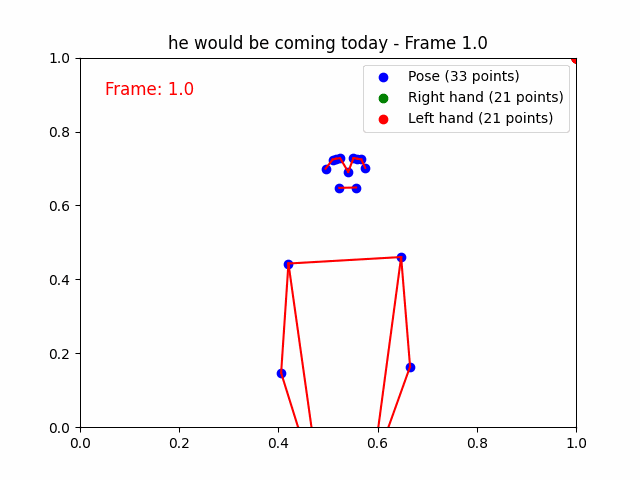 he would be coming today - Frame 1.0
Frame: 1.0
Pose (33 points)
Right hand (21 points)
Left hand (21 points)
1.0
0.8
0.6
0.4
0.2
0.0
0.0 0.2 0.4 0.6 0.8 1.0